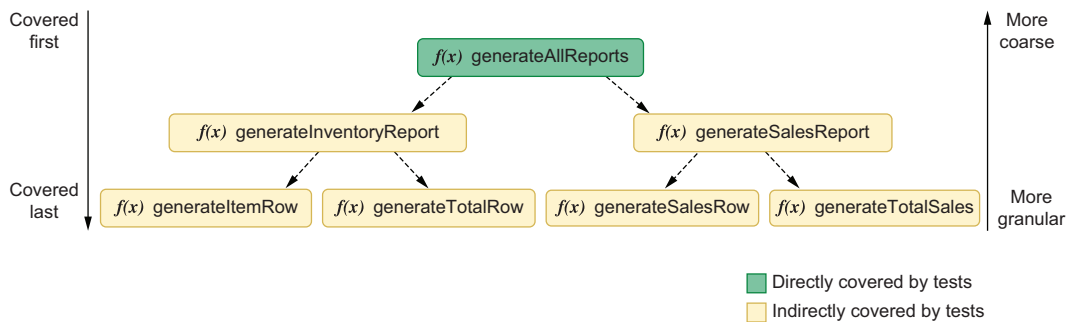 Covered
first
More
coarse
f(x) generateAllReports
f(x) generateInventoryReport
f(x) generateSalesReport
Covered
last
f(x) generateItemRow
f(x) generateTotalRow
f(x) generateSalesRow
f(x) generateTotalSales
More
granular
Directly covered by tests
Indirectly covered by tests